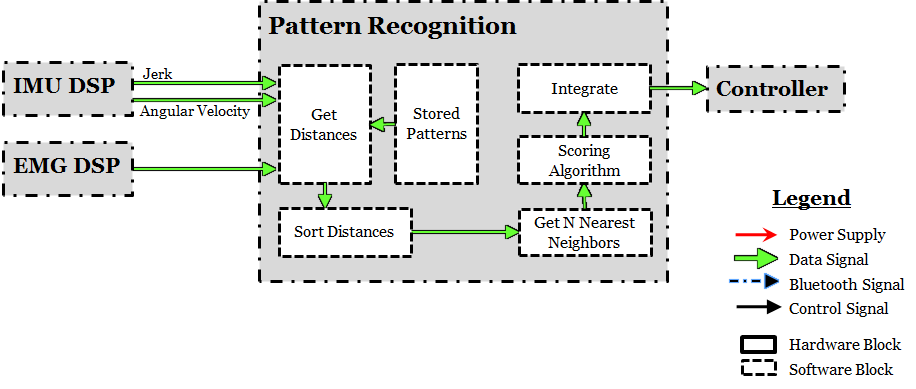 Pattern Recognition
IMU DSP
Jerk
Angular Velocity
EMG DSP
Get
Distances
Stored
Patterns
Integrate
Controller
Scoring
Algorithm
Sort Distances
Get N Nearest
Neighbors
Legend
Power Supply
Data Signal
Bluetooth Signal
Control Signal
Hardware Block
Software Block